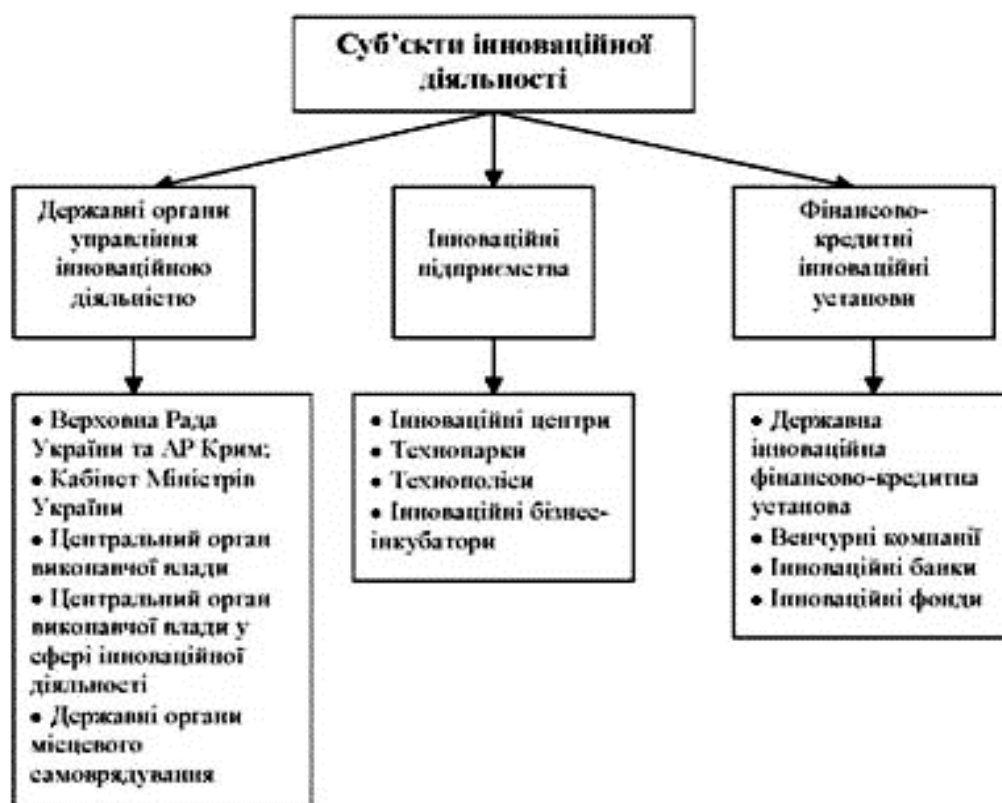 Суб’єкти інноваційної
діяльності
Державні органи
управління
інноваційною
діяльністю
Інноваційні
підприємства
Фінансово-
кредитні
інноваційні
установи
• Верховна Рада
України та АР Крим;
• Кабінет Міністрів
України
• Центральний орган
виконавчої влади
• Центральний орган
виконавчої влади у
сфері інноваційної
діяльності
• Державні органи
місцевого
самоврядування
• Інноваційні центри
• Технопарки
• Технополіси
• Інноваційні бізнес-
інкубатори
• Державна
інноваційна
фінансово-кредитна
установа
• Венчурні компанії
• Інноваційні банки
• Інноваційні фонди